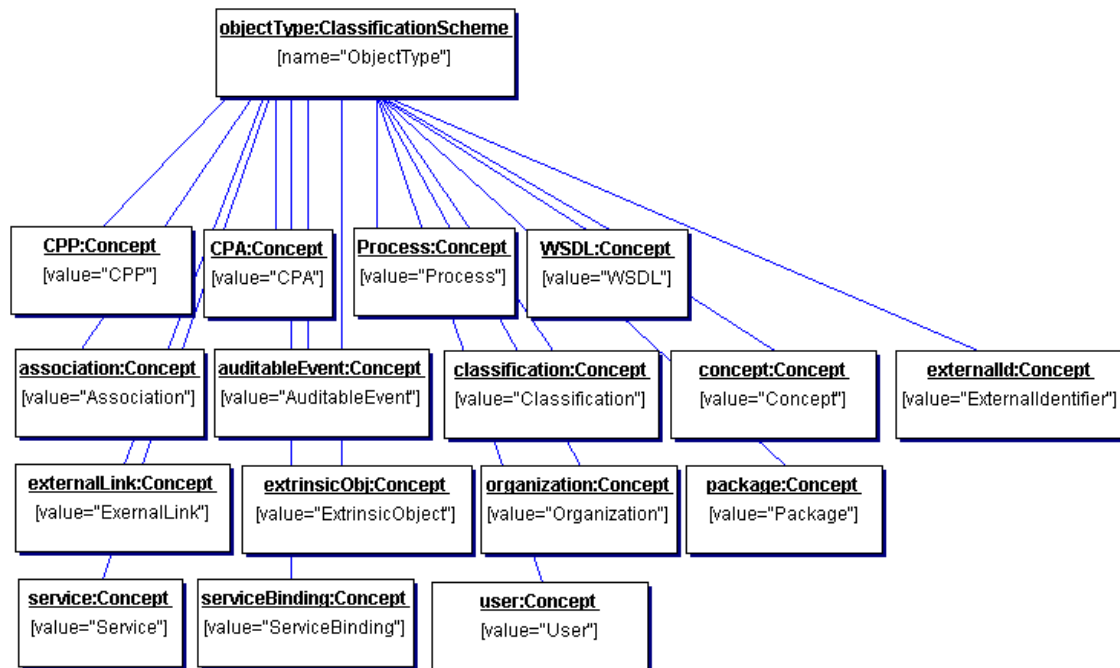 objectType:ClassificationScheme
[name="ObjectType"]
CPP:Concept
[value="CPP"]
CPA:Concept
[value="CPA"]
Process:Concept
[value="Process"]
WSDL:Concept
[value="WSDL"]
association:Concept
[value="Association"]
auditableEvent:Concept
[value="AuditableEvent"]
classification:Concept
[value="Classification"]
concept:Concept
[value="Concept"]
externalId:Concept
[value="ExternalIdentifier"]
externalLink:Concept
[value="ExernalLink"]
extrinsicObj:Concept
[value="ExtrinsicObject"]
organization:Concept
[value="Organization"]
package:Concept
[value="Package"]
service:Concept
[value="Service"]
serviceBinding:Concept
[value="ServiceBinding"]
user:Concept
[value="User"]